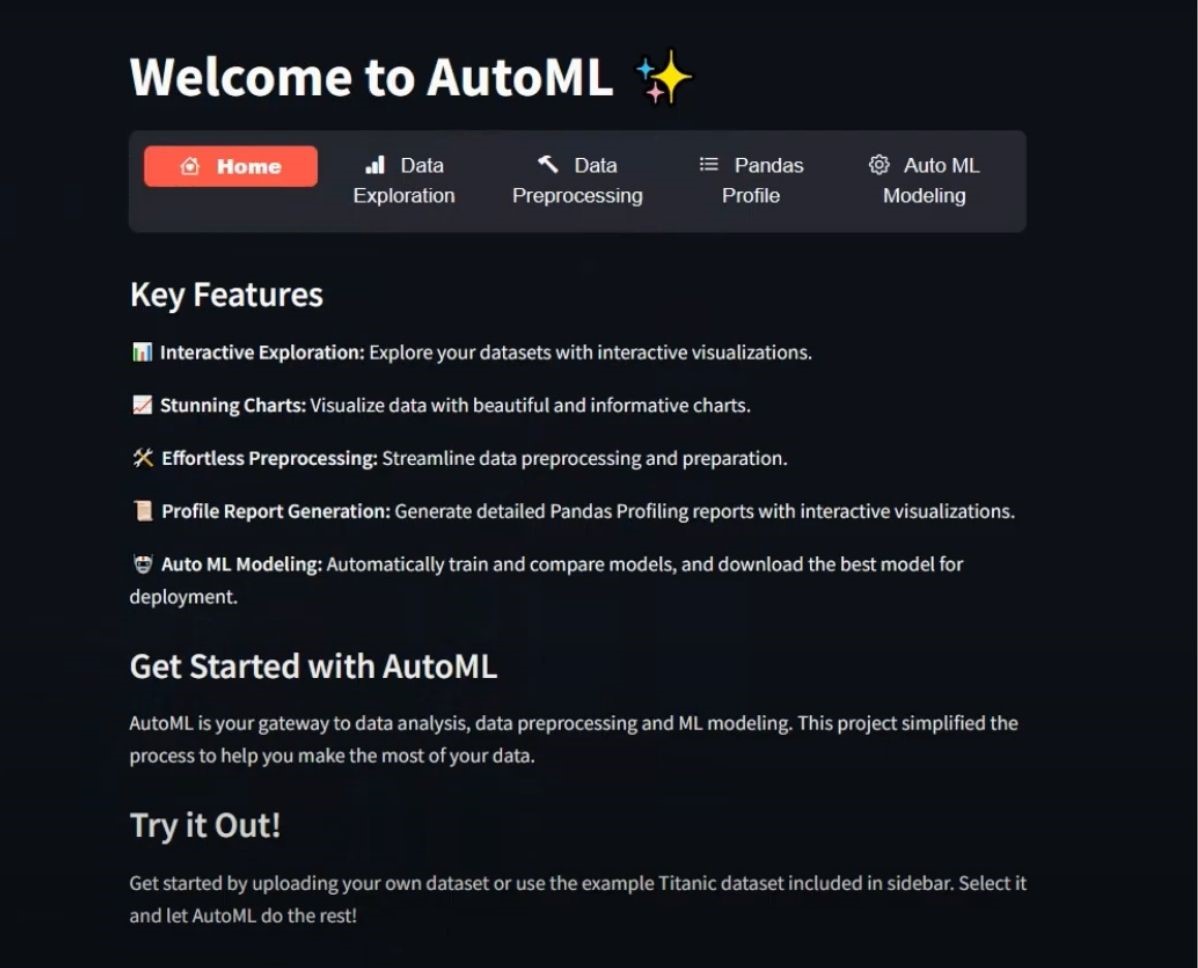 Welcome to AutoML
Home
Data
Exploration
Data
Preprocessing
Pandas
Profile
Auto ML
Modeling
Key Features
Interactive Exploration: Explore your datasets with interactive visualizations.
Stunning Charts: Visualize data with beautiful and informative charts.
Effortless Preprocessing: Streamline data preprocessing and preparation.
Profile Report Generation: Generate detailed Pandas Profiling reports with interactive visualizations.
Auto ML Modeling: Automatically train and compare models, and download the best model for
deployment.
Get Started with AutoML
AutoML is your gateway to data analysis, data preprocessing and ML modeling. This project simplified the
process to help you make the most of your data.
Try it Out!
Get started by uploading your own dataset or use the example Titanic dataset included in sidebar. Select it
and let AutoML do the rest!